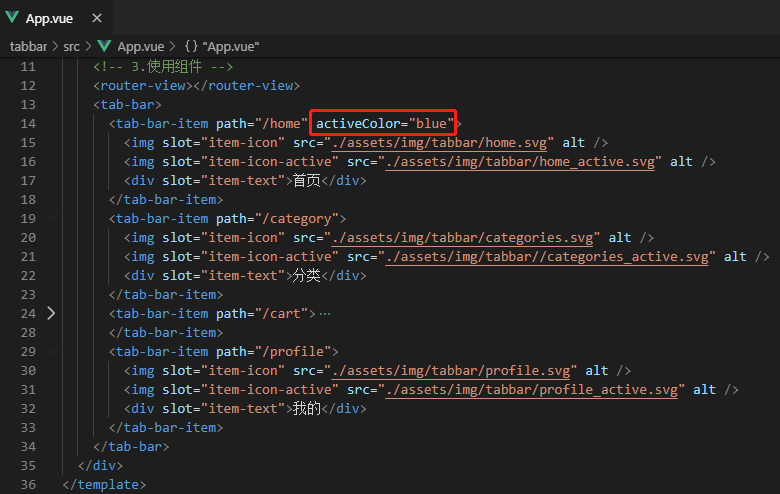 App.vue ×
tabbar > src > App.vue > {} "App.vue"
11 <!-- 3.使用组件 -->
12 <router-view></router-view>
13 <tab-bar>
14 <tab-bar-item path="/home" activeColor="blue">
15 <img slot="item-icon" src="./assets/img/tabbar/home.svg" alt />
16 <img slot="item-icon-active" src="./assets/img/tabbar/home_active.svg" alt />
17 <div slot="item-text">首页</div>
18 </tab-bar-item>
19 <tab-bar-item path="/category">
20 <img slot="item-icon" src="./assets/img/tabbar/categories.svg" alt />
21 <img slot="item-icon-active" src="./assets/img/tabbar//categories_active.svg" alt />
22 <div slot="item-text">分类</div>
23 </tab-bar-item>
24 <tab-bar-item path="/cart">···
28 </tab-bar-item>
29 <tab-bar-item path="/profile">
30 <img slot="item-icon" src="./assets/img/tabbar/profile.svg" alt />
31 <img slot="item-icon-active" src="./assets/img/tabbar/profile_active.svg" alt />
32 <div slot="item-text">我的</div>
33 </tab-bar-item>
34 </tab-bar>
35 </div>
36 </template>